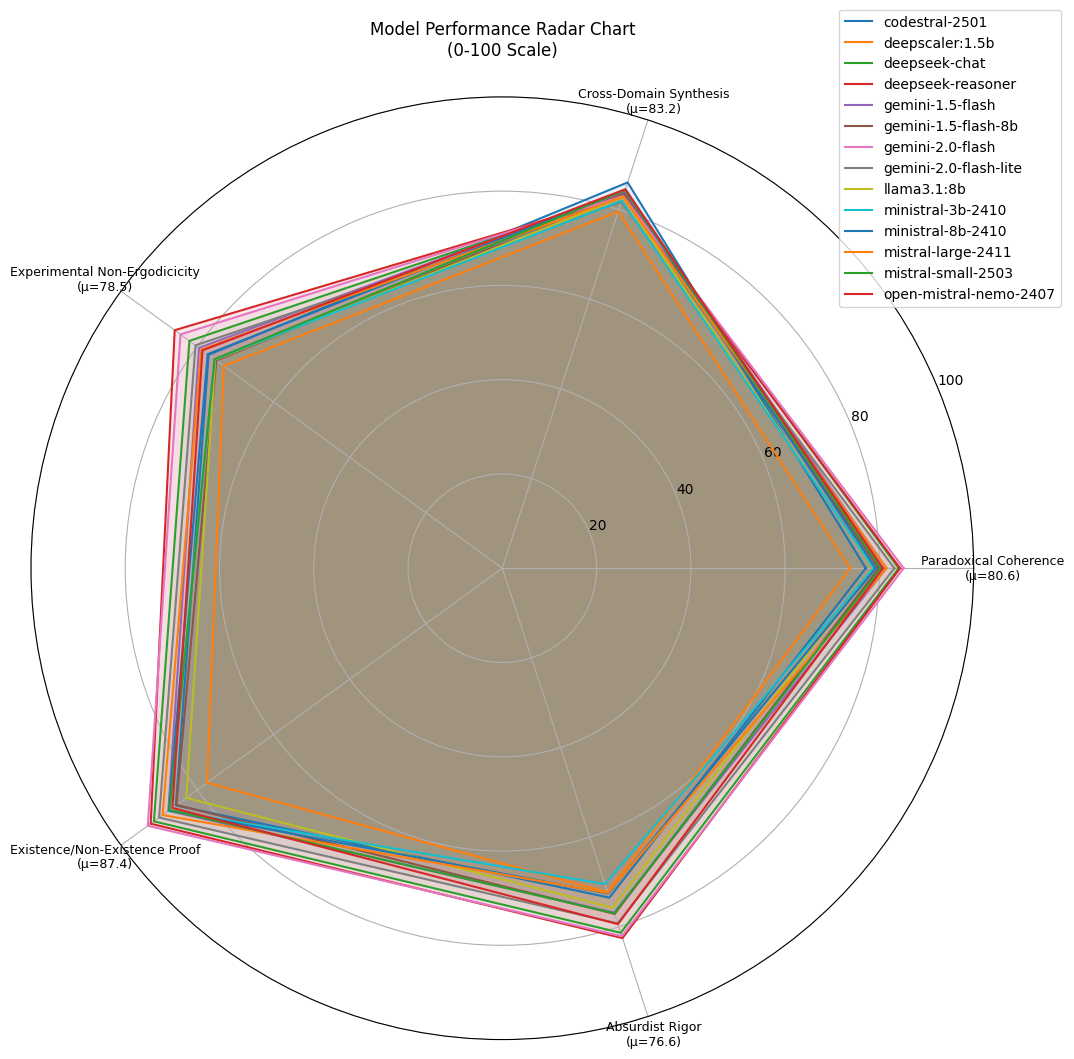 Model Performance Radar Chart
(0-100 Scale)
codestral-2501
deepscaler:1.5b
deepseek-chat
deepseek-reasoner
gemini-1.5-flash
gemini-1.5-flash-8b
gemini-2.0-flash
gemini-2.0-flash-lite
llama3.1:8b
ministral-3b-2410
ministral-8b-2410
mistral-large-2411
mistral-small-2503
open-mistral-nemo-2407
Cross-Domain Synthesis
(μ=83.2)
Experimental Non-Ergodicicity
(μ=78.5)
100
80
60
40
20
Paradoxical Coherence
(μ=80.6)
Existence/Non-Existence Proof
(μ=87.4)
Absurdist Rigor
(μ=76.6)